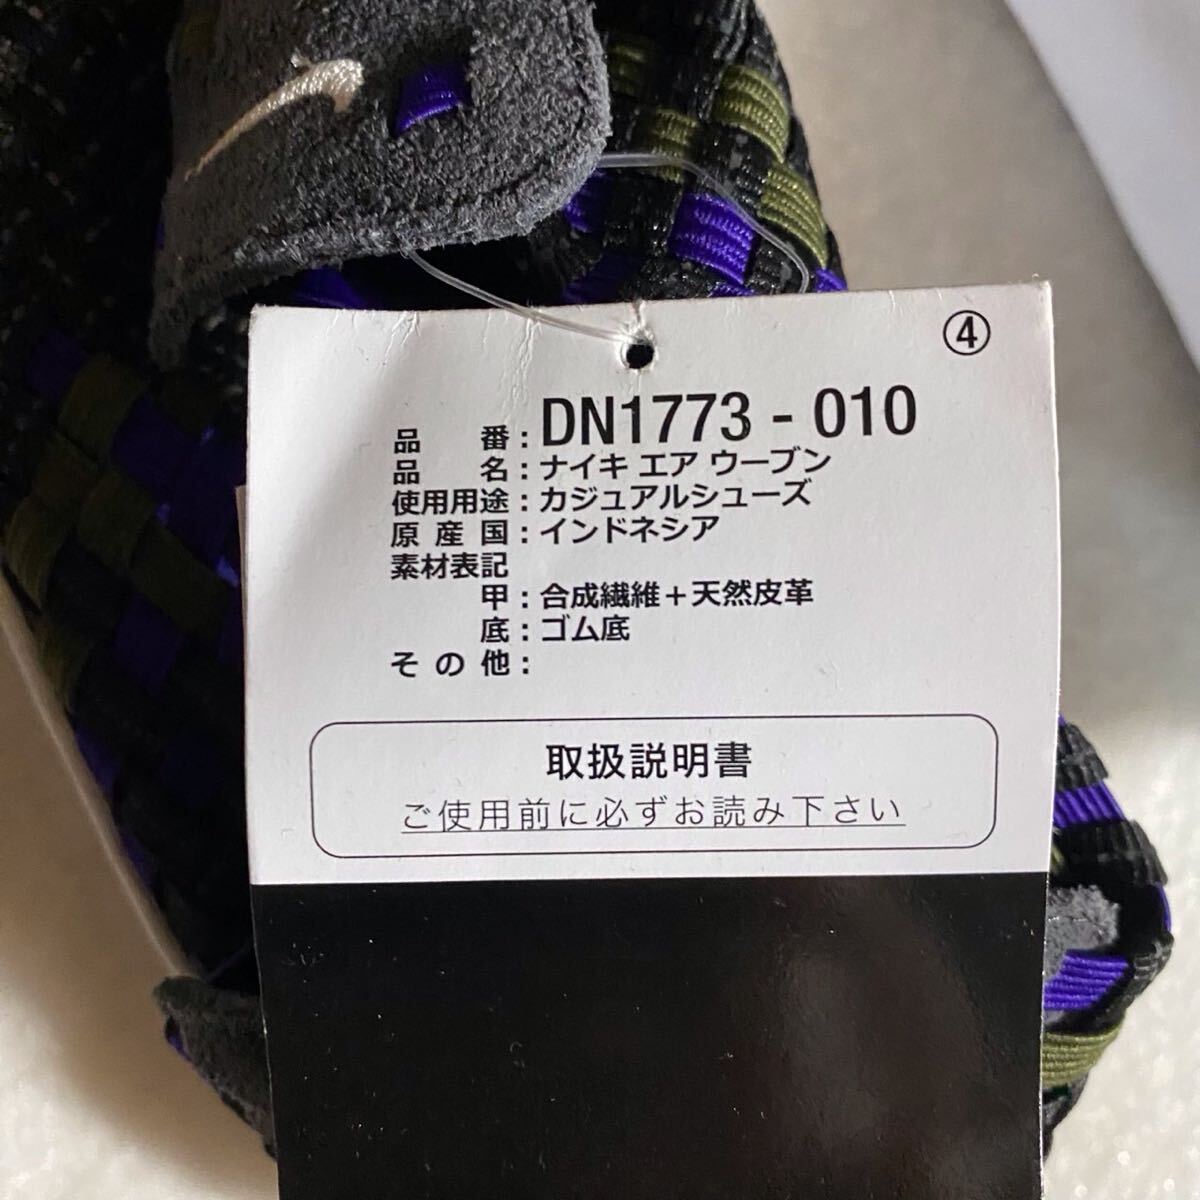 ④
品番:DN1773-010
品名:ナイキ エア ウーブン
使用用途:カジュアルシューズ
原産国:インドネシア
素材表記
甲:合成繊維+天然皮革
底:ゴム底
その他:
取扱説明書
ご使用前に必ずお読み下さい